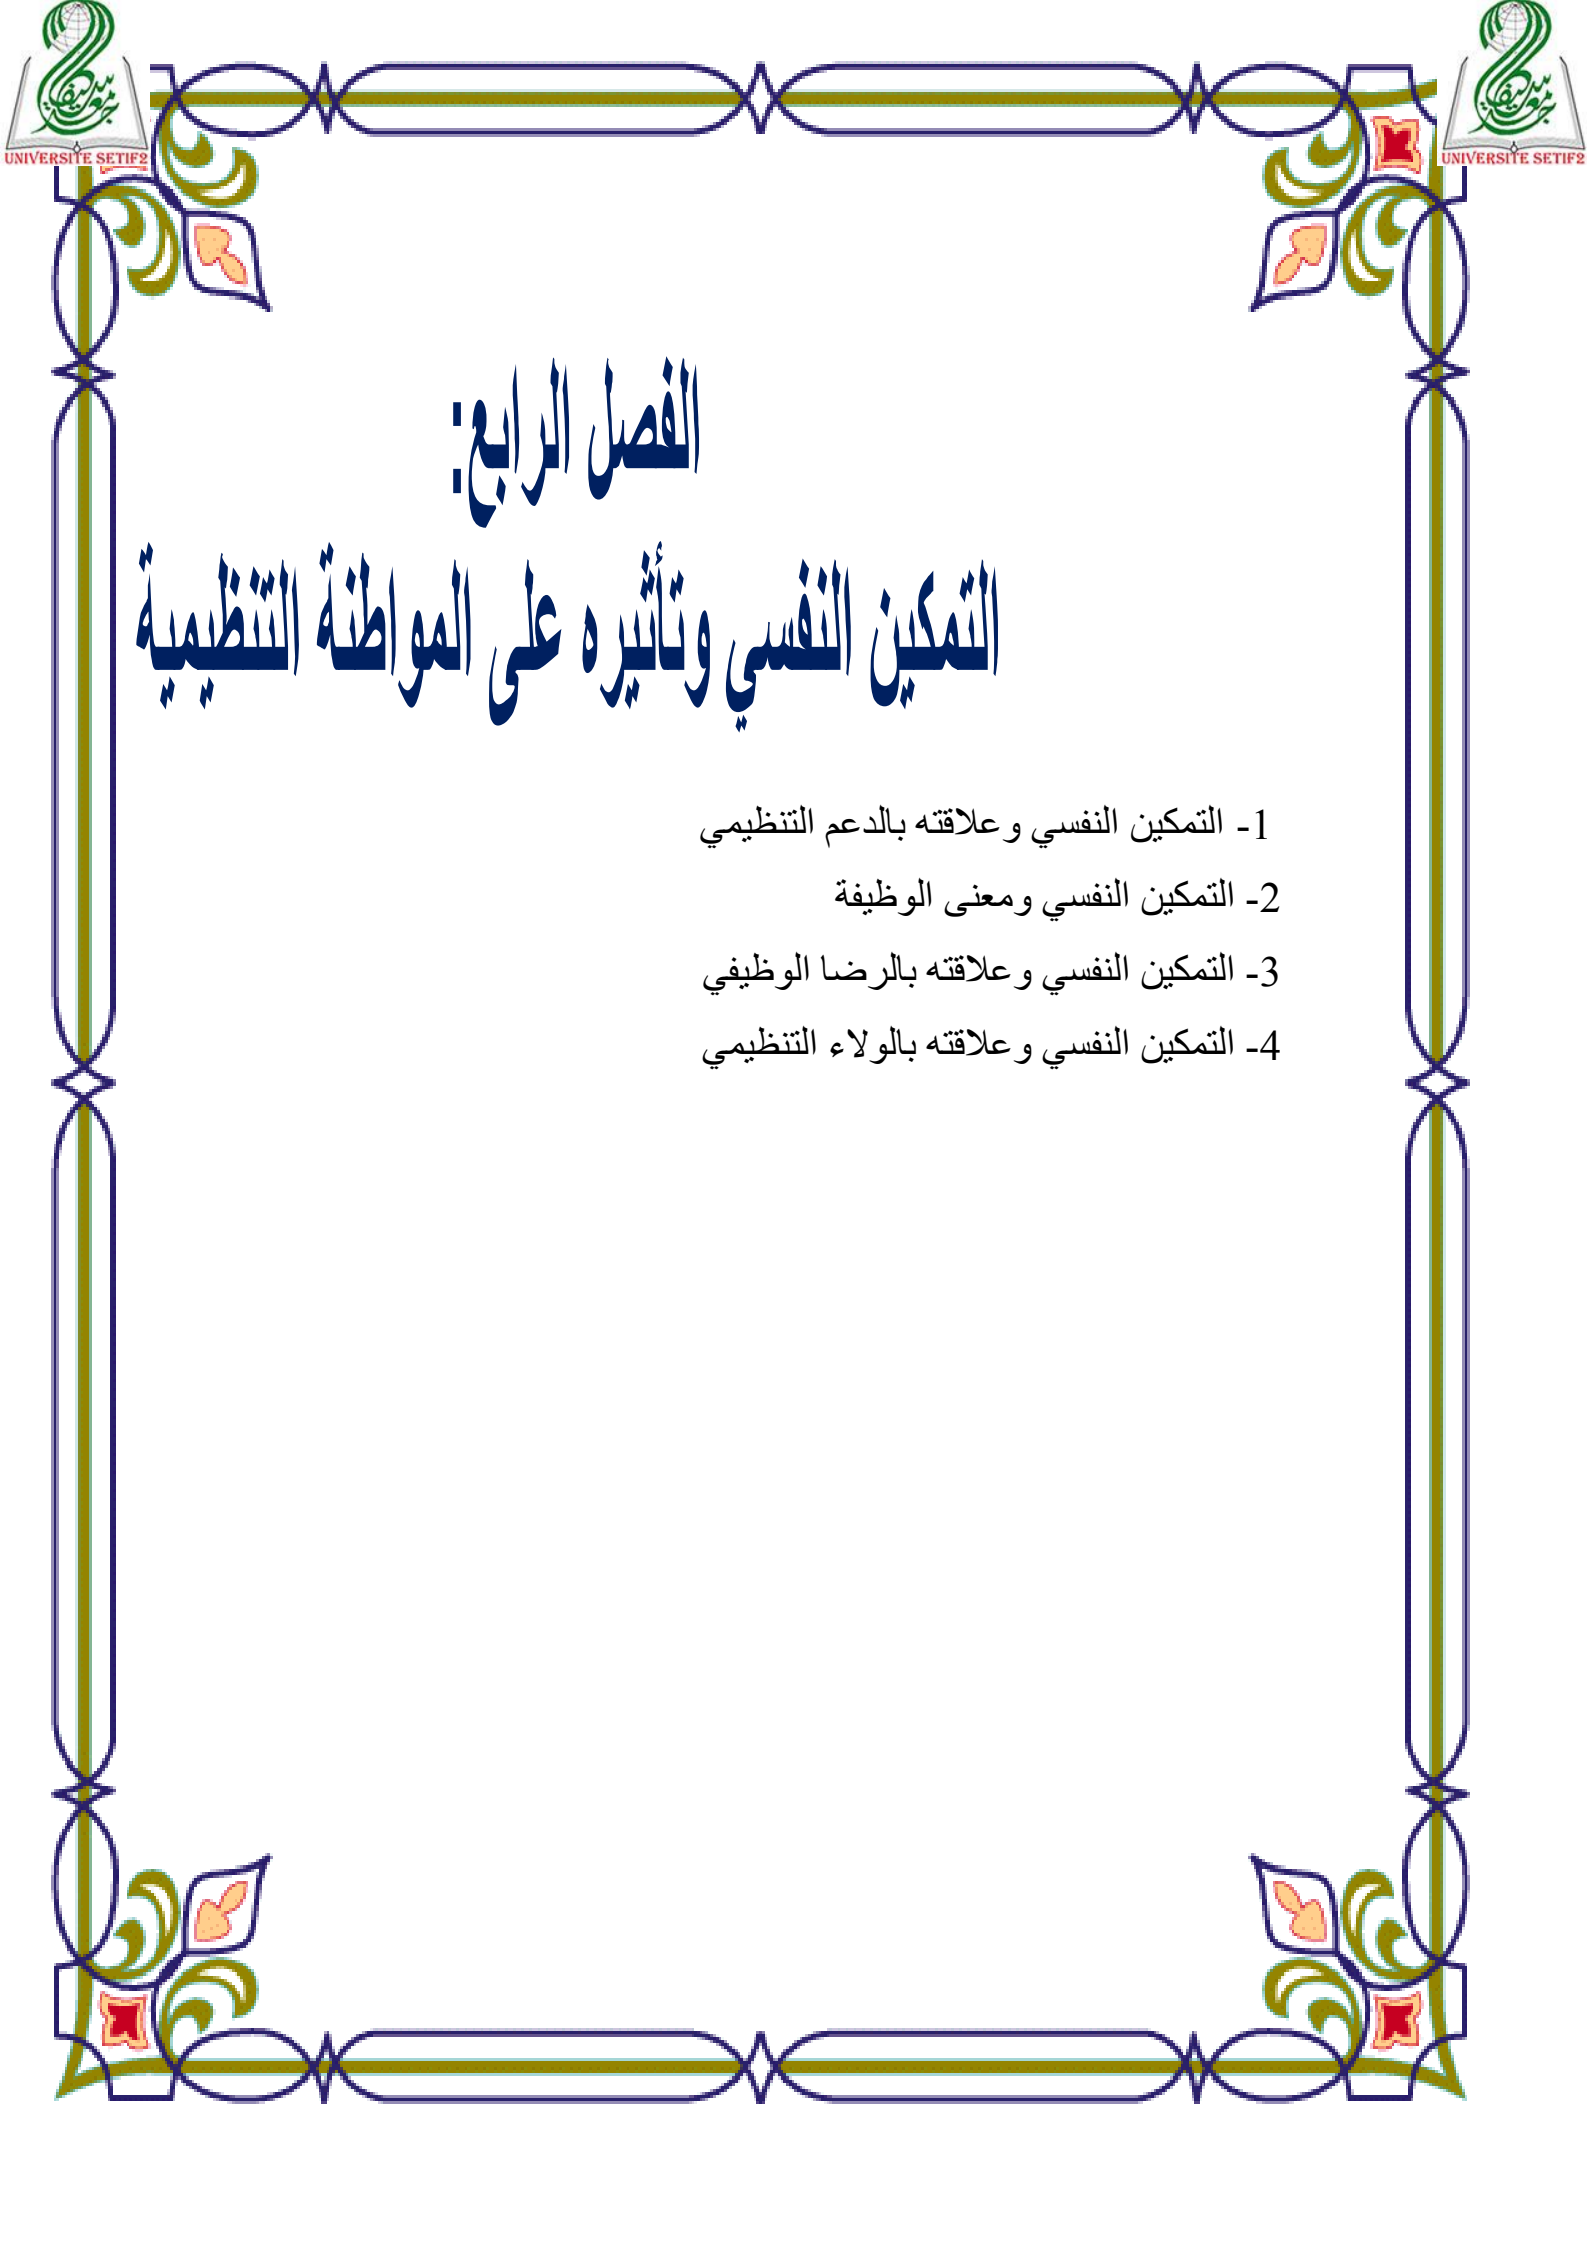 UNIVERSITE SETIF2
UNIVERSITE SETIF2
الفصل الرابع:
التمكين النفسي وتأثيره على المواطنة التنظيمية
1- التمكين النفسي وعلاقته بالدعم التنظيمي
2- التمكين النفسي ومعنى الوظيفة
3- التمكين النفسي وعلاقته بالرضا الوظيفي
4- التمكين النفسي وعلاقته بالولاء التنظيمي